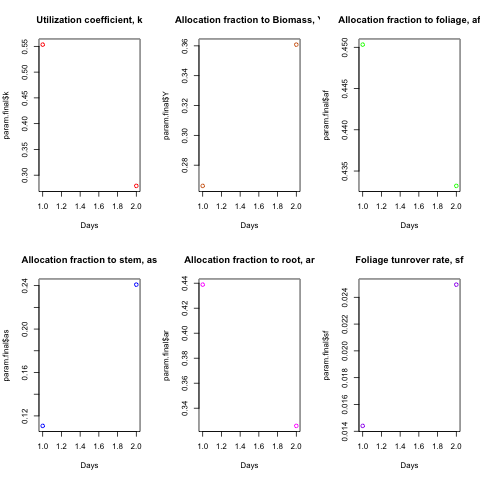 Utilization coefficient, k
Allocation fraction to Biomass, Y
Allocation fraction to foliage, af
param.final$k
0.30 0.35 0.40 0.45 0.50 0.55
1.0 1.2 1.4 1.6 1.8 2.0
Days
param.final$Y
0.28 0.30 0.32 0.34 0.36
1.0 1.2 1.4 1.6 1.8 2.0
Days
param.final$af
0.435 0.440 0.445 0.450
1.0 1.2 1.4 1.6 1.8 2.0
Days
Allocation fraction to stem, as
Allocation fraction to root, ar
Foliage tunrover rate, sf
param.final$as
0.12 0.16 0.20 0.24
1.0 1.2 1.4 1.6 1.8 2.0
Days
param.final$ar
0.34 0.36 0.38 0.40 0.42 0.44
1.0 1.2 1.4 1.6 1.8 2.0
Days
param.final$sf
0.014 0.016 0.018 0.020 0.022 0.024
1.0 1.2 1.4 1.6 1.8 2.0
Days